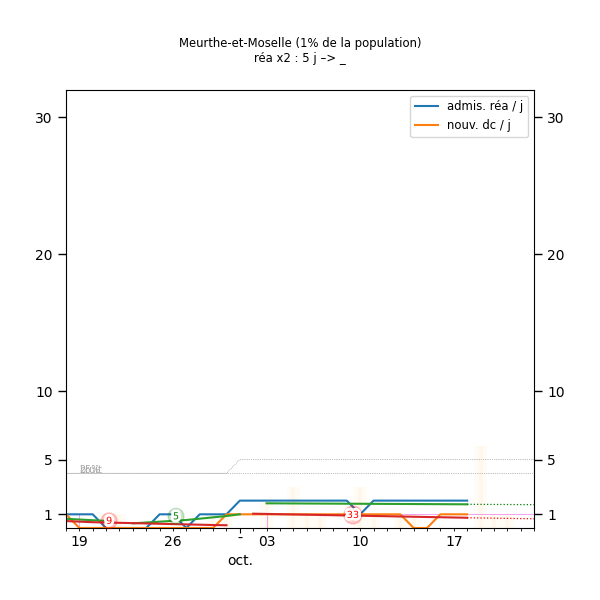 Meurthe-et-Moselle (1% de la population)
réa x2 : 5 j –> _
admis. réa / j
nouv. dc / j
30 30
20 20
10 10
5 5
25%
9 5 33
1 1
19 26 - 03 10 17
oct.